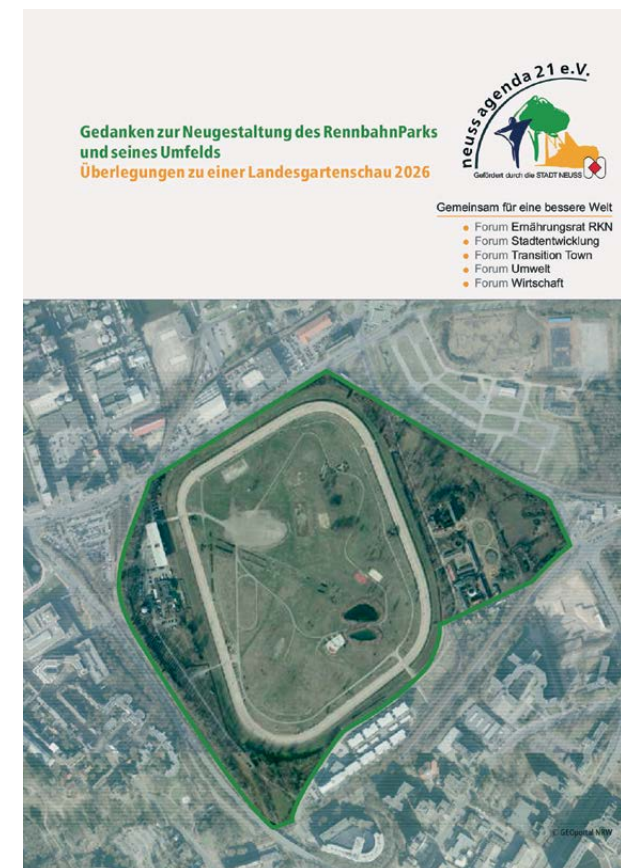 Gedanken zur Neugestaltung des RennbahnParks
und seines Umfelds
Überlegungen zu einer Landesgartenschau 2026
neuss agenda 21 e.V.
Gefördert durch die STADT NEUSS
Gemeinsam für eine bessere Welt
Forum Ernährungsrat RKN
Forum Stadtentwicklung
Forum Transition Town
Forum Umwelt
Forum Wirtschaft
© GEOportal NRW